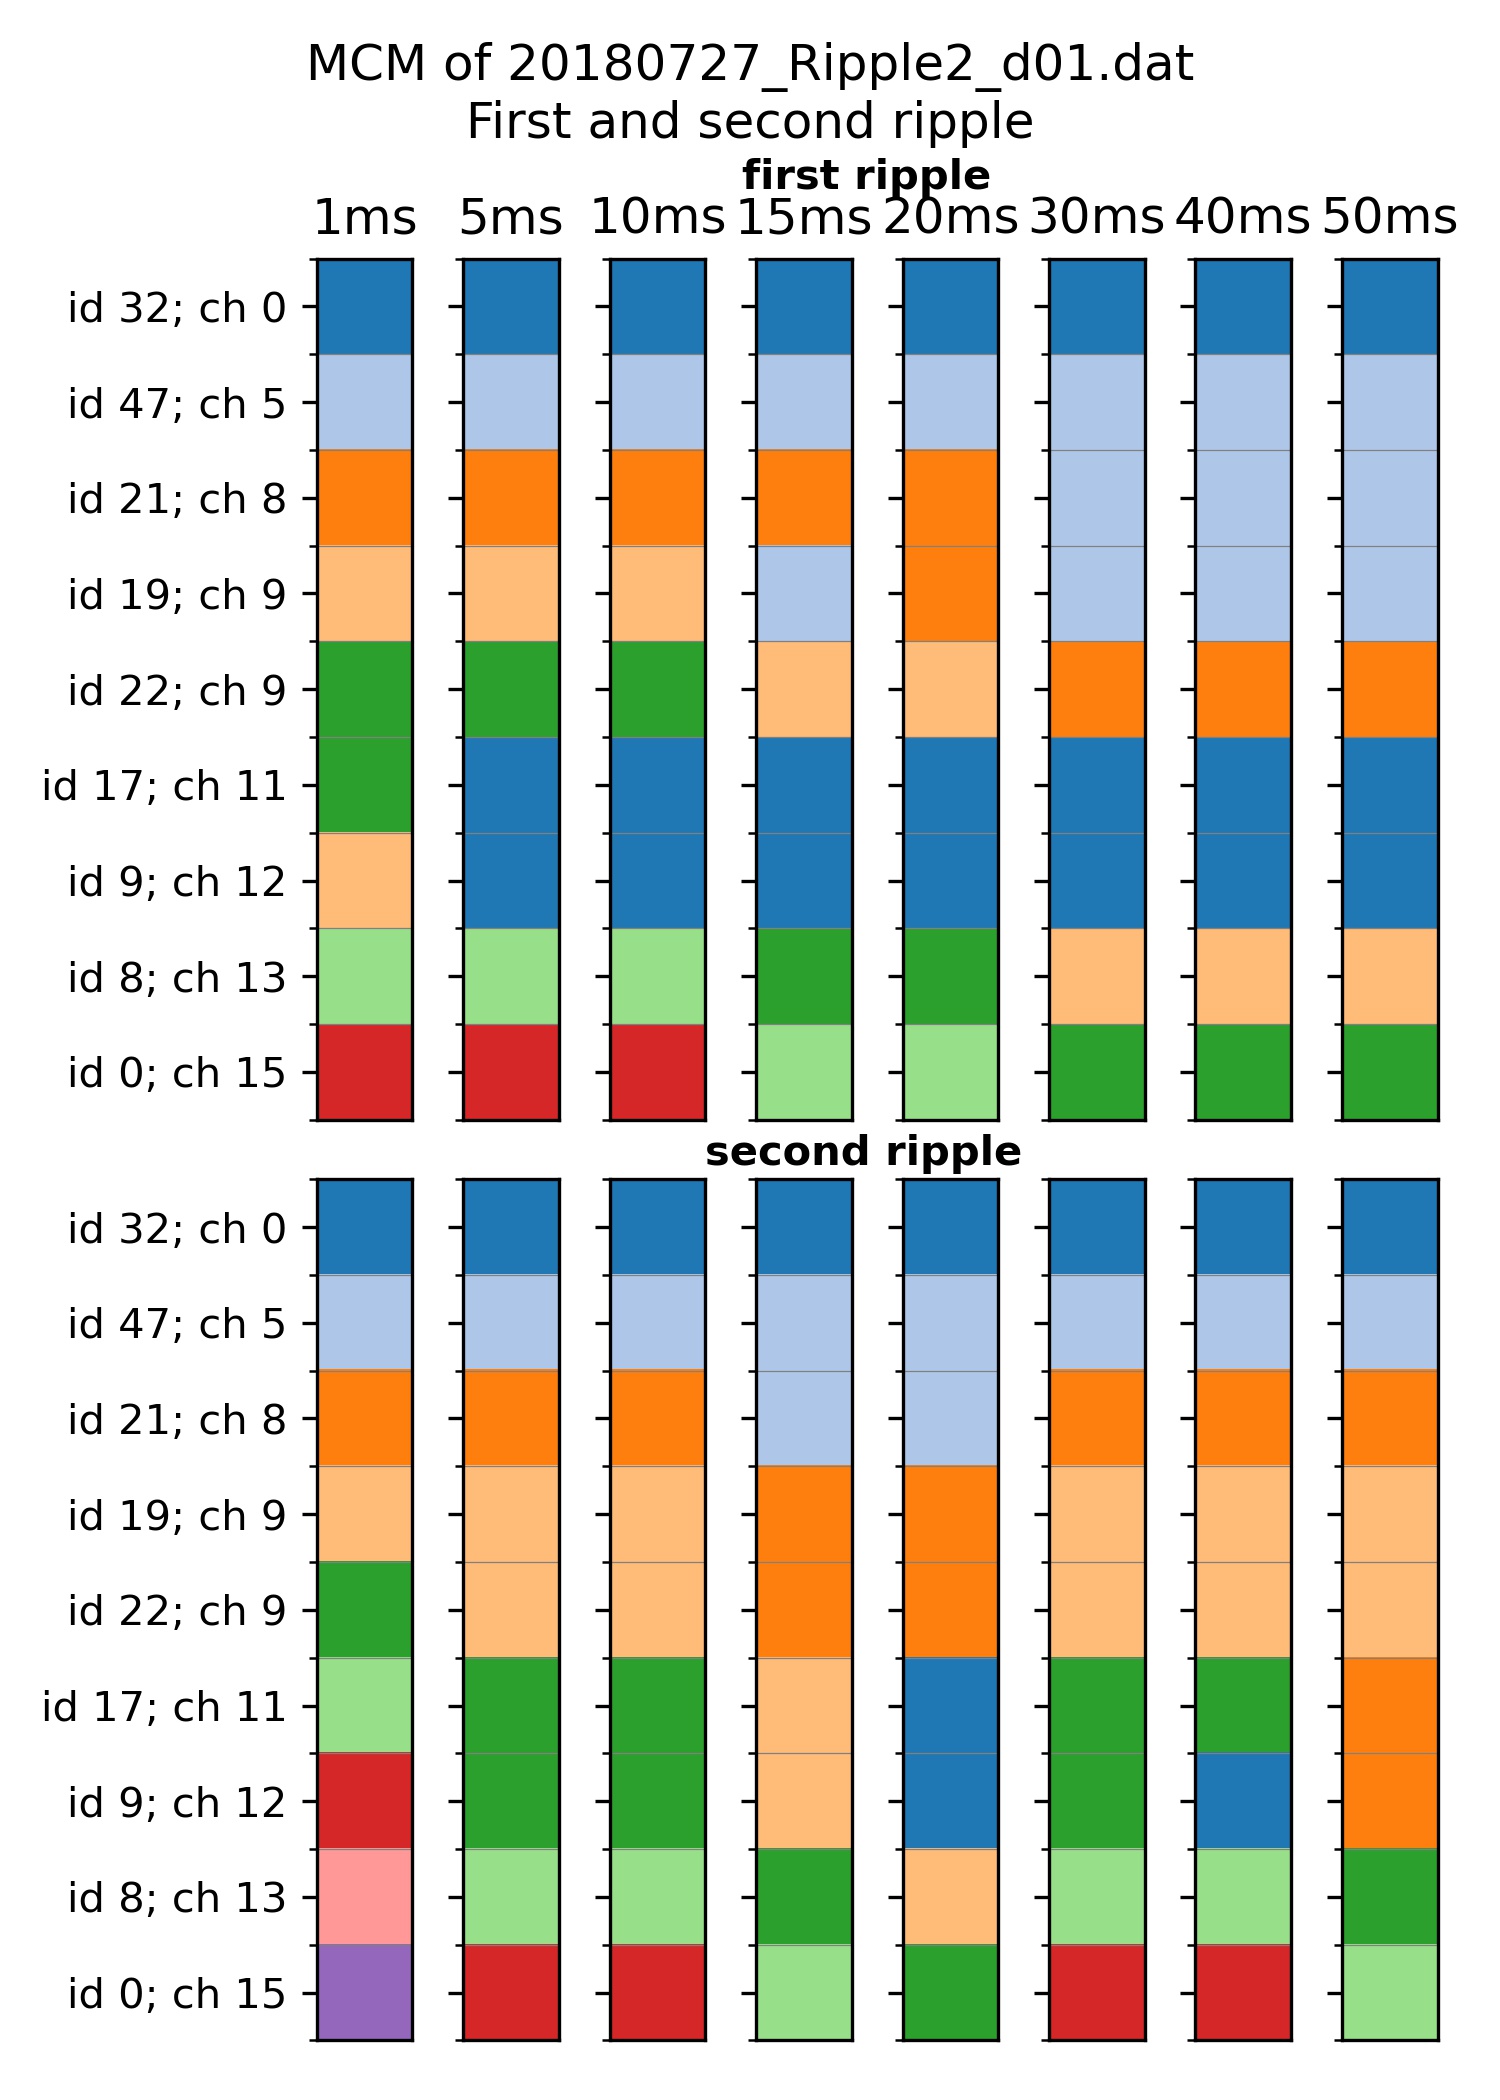 MCM of 20180727_Ripple2_d01.dat
First and second ripple
first ripple
1ms 5ms 10ms 15ms 20ms 30ms 40ms 50ms
id 32; ch 0
id 47; ch 5
id 21; ch 8
id 19; ch 9
id 22; ch 9
id 17; ch 11
id 9; ch 12
id 8; ch 13
id 0; ch 15
second ripple
id 32; ch 0
id 47; ch 5
id 21; ch 8
id 19; ch 9
id 22; ch 9
id 17; ch 11
id 9; ch 12
id 8; ch 13
id 0; ch 15